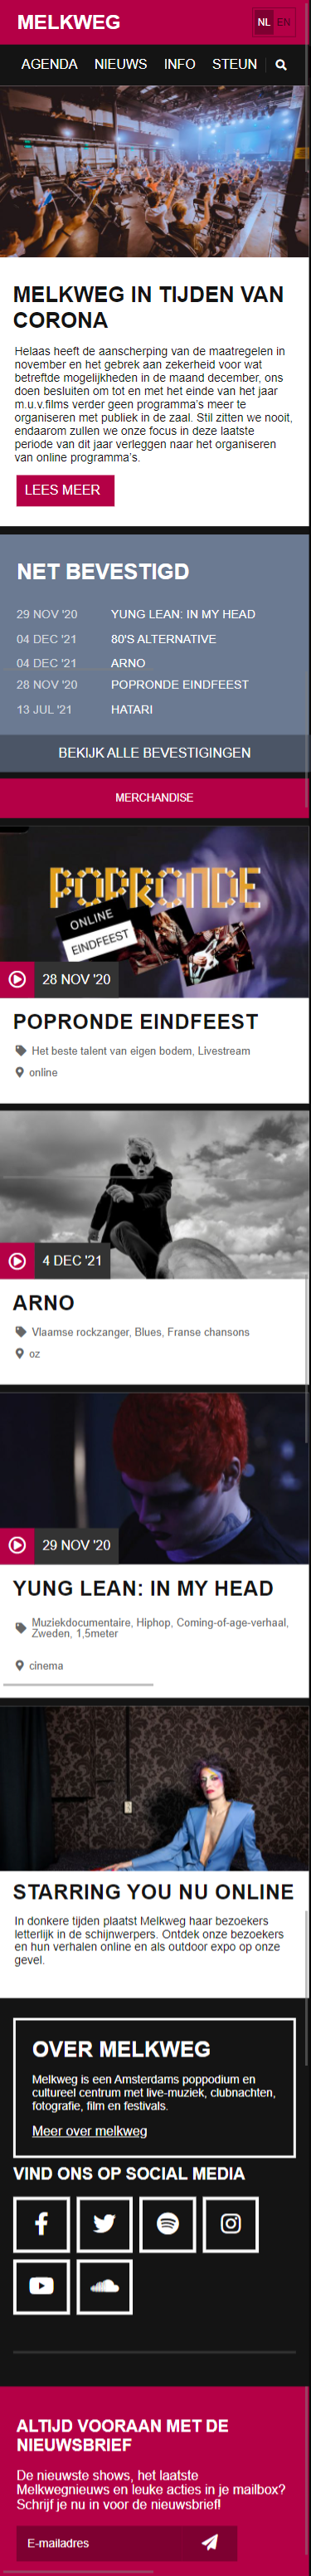 MELKWEG
NL EN
AGENDA NIEUWS INFO STEUN
MELKWEG IN TIJDEN VAN
CORONA
Helaas heeft de aanscherping van de maatregelen in
november en het gebrek aan zekerheid voor wat
betreftde mogelijkheden in de maand december, ons
doen besluiten om tot en met het einde van het jaar
m.u.v.films verder geen programma's meer te
organiseren met publiek in de zaal. Stil zitten we nooit,
endaarom zullen we onze focus in deze laatste
periode van dit jaar verleggen naar het organiseren
van online programma's.
LEES MEER
NET BEVESTIGD
29 NOV '20 YUNG LEAN: IN MY HEAD
04 DEC '21 80'S ALTERNATIVE
04 DEC '21 ARNO
28 NOV '20 POPRONDE EINDFEEST
13 JUL '21 HATARI
BEKIJK ALLE BEVESTIGINGEN
MERCHANDISE
POPRONDE
ONLINE
EINDFEEST
28 NOV '20
POPRONDE EINDFEEST
Het beste talent van eigen bodem, Livestream
online
4 DEC '21
ARNO
Vlaamse rockzanger, Blues, Franse chansons
oz
29 NOV '20
YUNG LEAN: IN MY HEAD
Muziekdocumentaire, Hiphop, Coming-of-age-verhaal,
Zweden, 1,5meter
cinema
STARRING YOU NU ONLINE
In donkere tijden plaatst Melkweg haar bezoekers
letterlijk in de schijnwerpers. Ontdek onze bezoekers
en hun verhalen online en als outdoor expo op onze
gevel.
OVER MELKWEG
Melkweg is een Amsterdams poppodium en
cultureel centrum met live-muziek, clubnachten,
fotografie, film en festivals.
Meer over melkweg
VIND ONS OP SOCIAL MEDIA
ALTIJD VOORAAN MET DE
NIEUWSBRIEF
De nieuwste shows, het laatste
Melkwegnieuws en leuke acties in je mailbox?
Schrijf je nu in voor de nieuwsbrief!
E-mailadres